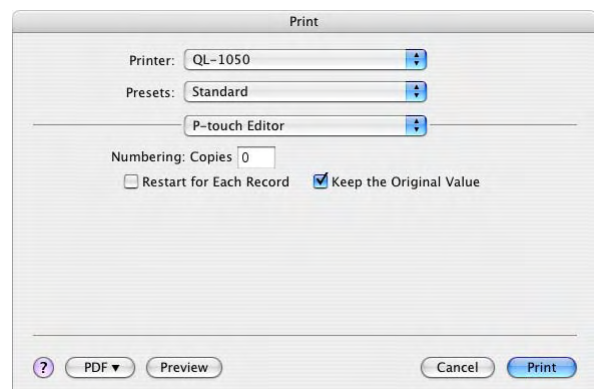 Print
Printer: QL-1050
Presets: Standard
P-touch Editor
Numbering: Copies 0
Restart for Each Record Keep the Original Value
? PDF ▼ Preview Cancel Print